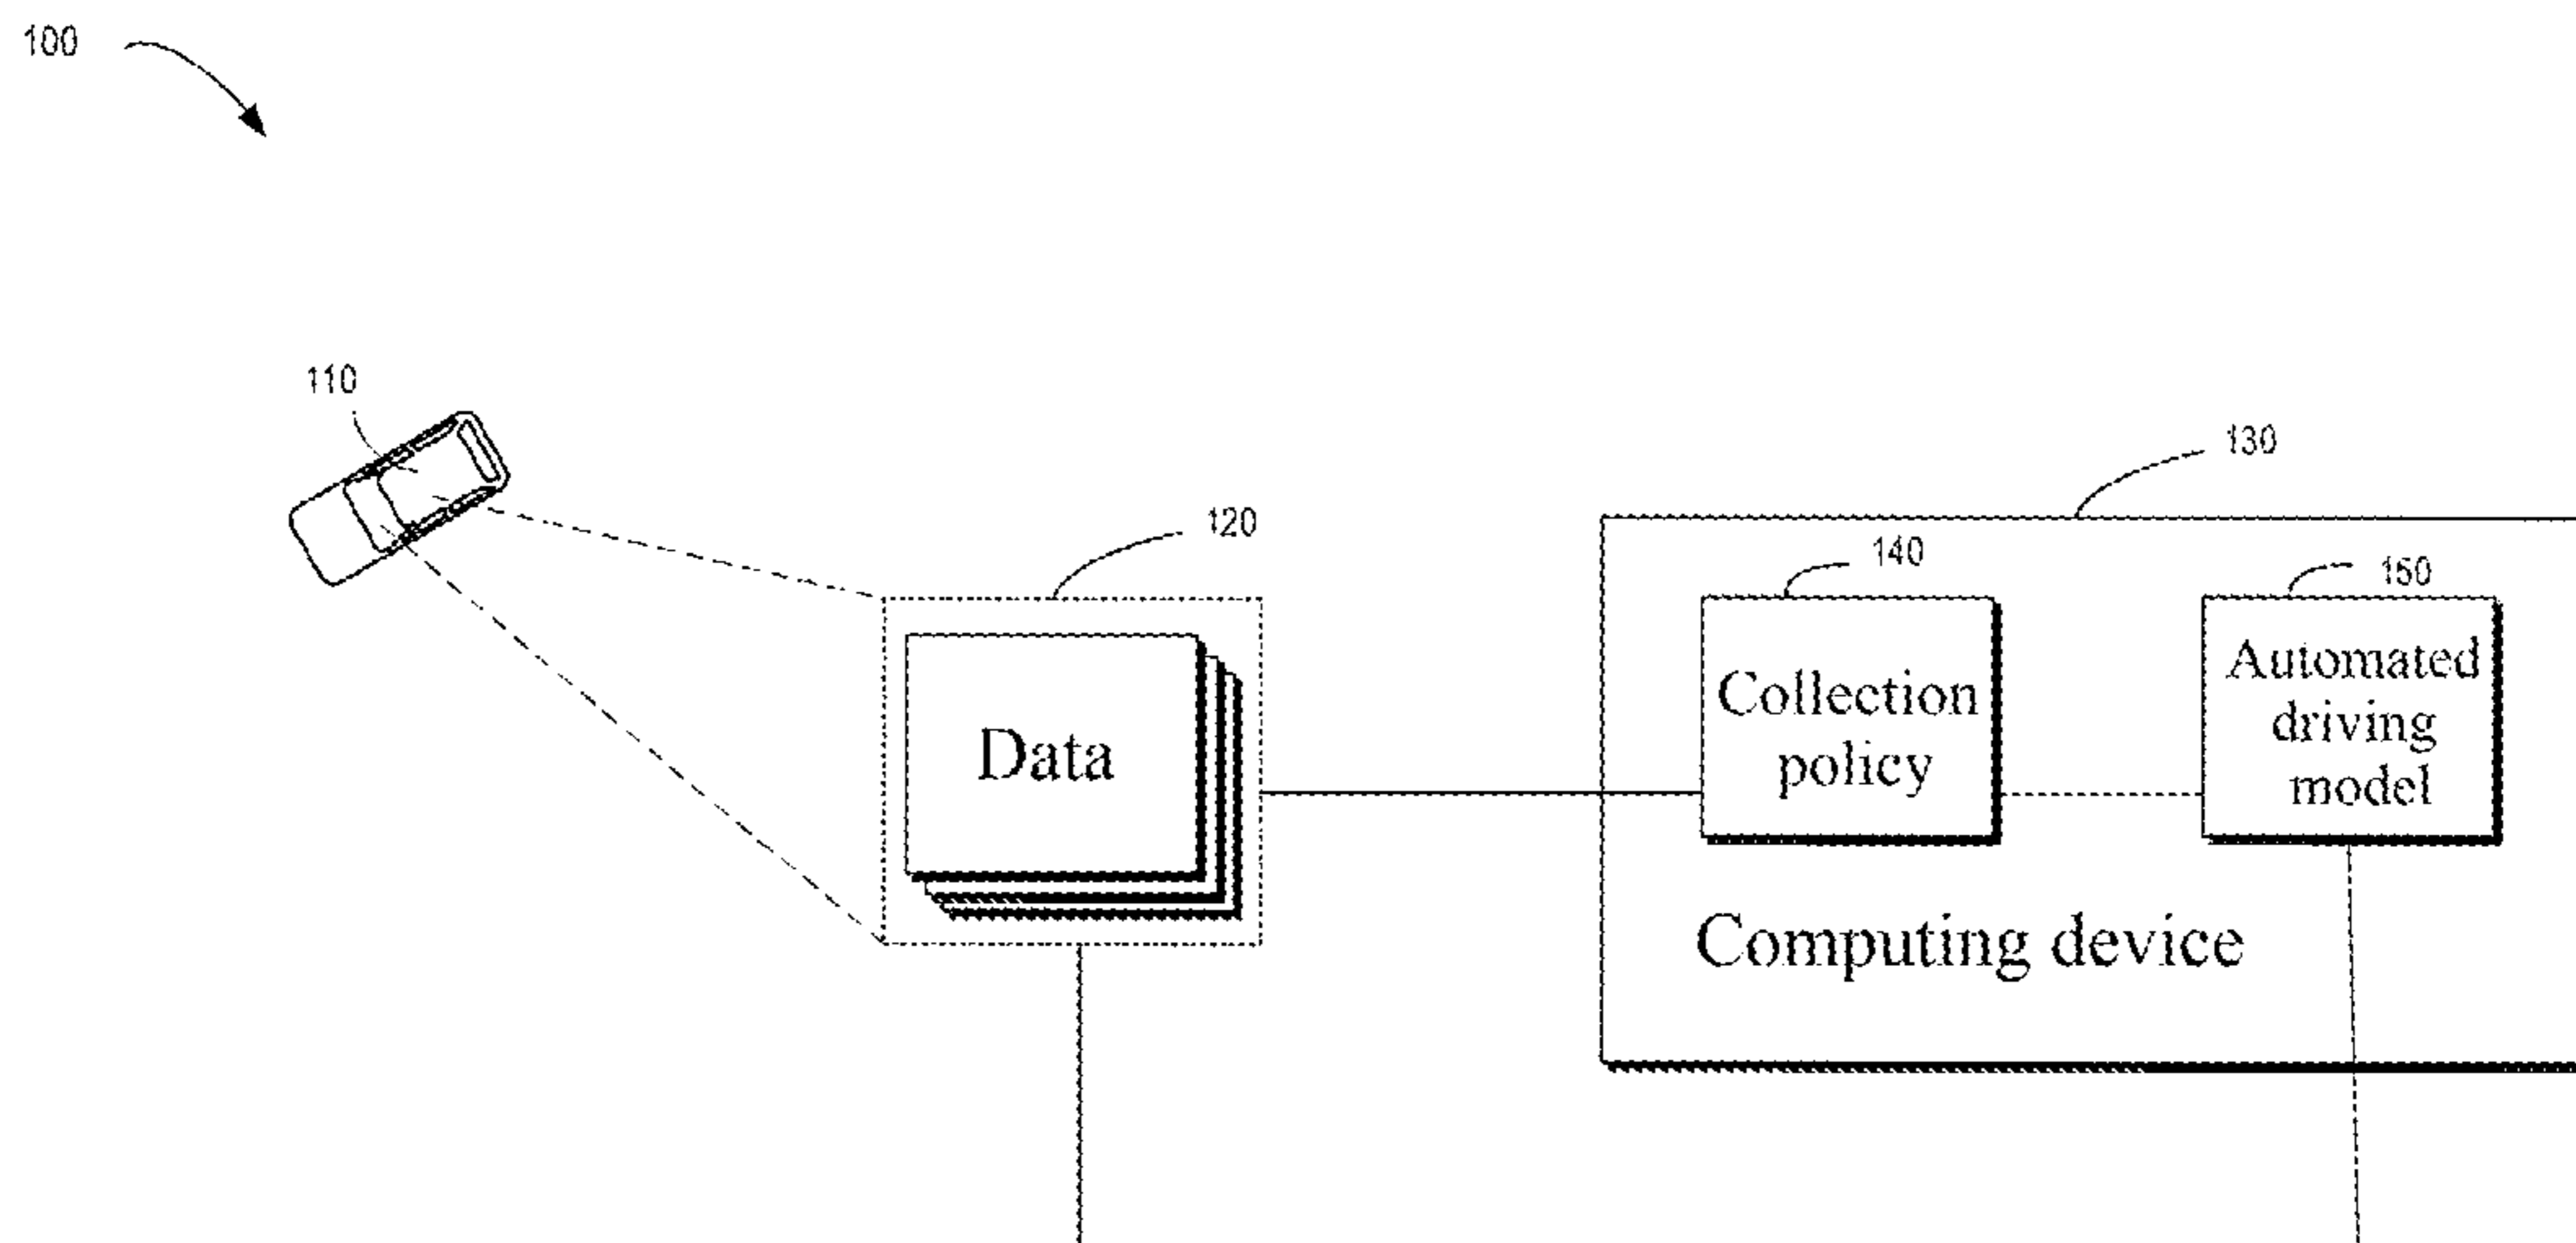 100
110
120
130
140
150
Data
Collection
policy
Automated
driving
model
Computing device